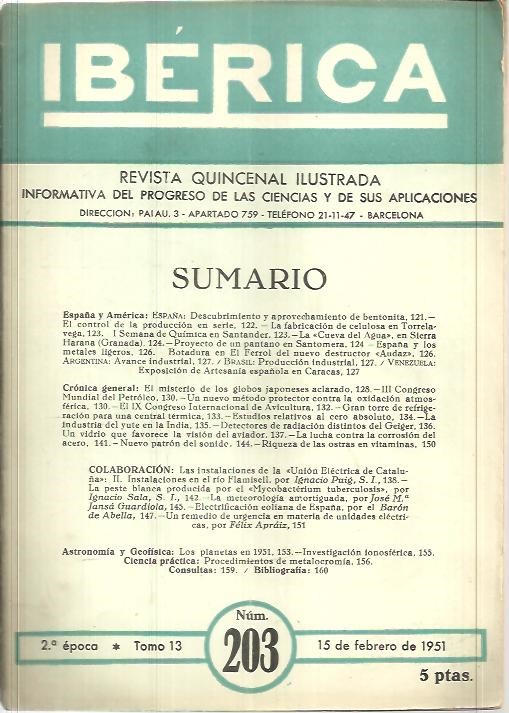 IBÉRICA
REVISTA QUINCENAL ILUSTRADA
INFORMATIVA DEL PROGRESO DE LAS CIENCIAS Y DE SUS APLICACIONES
DIRECCION: PALAU. 3 - APARTADO 759 - TELÉFONO 21-11-47 - BARCELONA
SUMARIO
España y América: ESPAÑA: Descubrimiento y aprovechamiento de bentonita, 121.—
El control de la producción en serie, 122. — La fabricación de celulosa en Torrela-
vega, 123. I Semana de Química en Santander, 123.—La «Cueva del Agua», en Sierra
Harana (Granada). 124.—Proyecto de un pantano en Santomera, 124 —España y los
metales ligeros, 126. Botadura en El Ferrol del nuevo destructor «Audaz», 126.
ARGENTINA: Avance industrial, 127. / BRASIL: Producción industrial, 127. / VENEZUELA:
Exposición de Artesanía española en Caracas, 127
Crónica general: El misterio de los globos japoneses aclarado, 128.—III Congreso
Mundial del Petróleo, 130.—Un nuevo método protector contra la oxidación atmos-
férica, 130.—El IX Congreso Internacional de Avicultura, 132.—Gran torre de refrige-
ración para una central térmica, 133.—Estudios relativos al cero absoluto, 134.—La
industria del yute en la India, 135.—Detectores de radiación distintos del Geiger, 136.
Un vidrio que favorece la visión del aviador, 137.—La lucha contra la corrosión del
acero, 141.—Nuevo patrón del sonido. 144.—Riqueza de las ostras en vitaminas, 150
COLABORACIÓN: Las instalaciones de la «Unión Eléctrica de Catalu-
ña»: II. Instalaciones en el río Flamisell, por Ignacio Puig, S. I., 138.—
La peste blanca producida por el «Mycobactérium tuberculosis», por
Ignacio Sala, S. I., 142. —La meteorología amortiguada, por José M.ª
Jansá Guardiola, 145.—Electrificación eoliana de España, por el Barón
de Abella, 147.—Un remedio de urgencia en materia de unidades eléctri-
cas, por Félix Apráiz, 151
Astronomía y Geofísica: Los planetas en 1951, 153.—Investigación ionosférica, 155.
Ciencia práctica: Procedimientos de metalocromía, 156.
Consultas: 159. / Bibliografía: 160
Núm.
2.ª época * Tomo 13 203 15 de febrero de 1951
5 ptas.